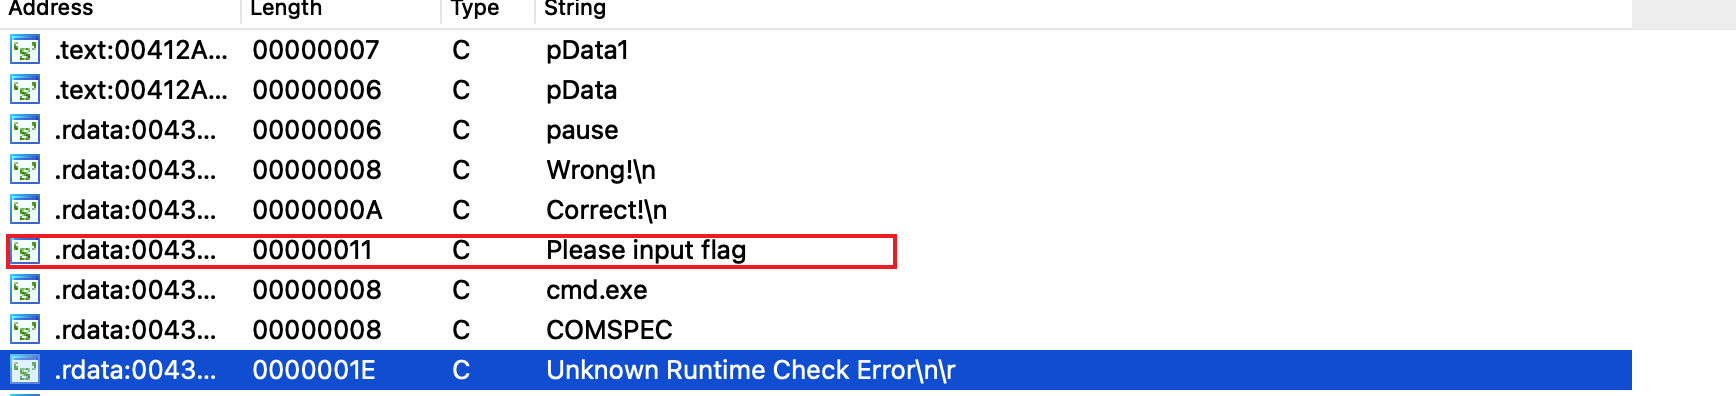 Address Length Type String
's' .text:00412A... 00000007 C pData1
's' .text:00412A... 00000006 C pData
's' .rdata:0043... 00000006 C pause
's' .rdata:0043... 00000008 C Wrong!\n
's' .rdata:0043... 0000000A C Correct!\n
's' .rdata:0043... 00000011 C Please input flag
's' .rdata:0043... 00000008 C cmd.exe
's' .rdata:0043... 00000008 C COMSPEC
's' .rdata:0043... 0000001E C Unknown Runtime Check Error\n\r